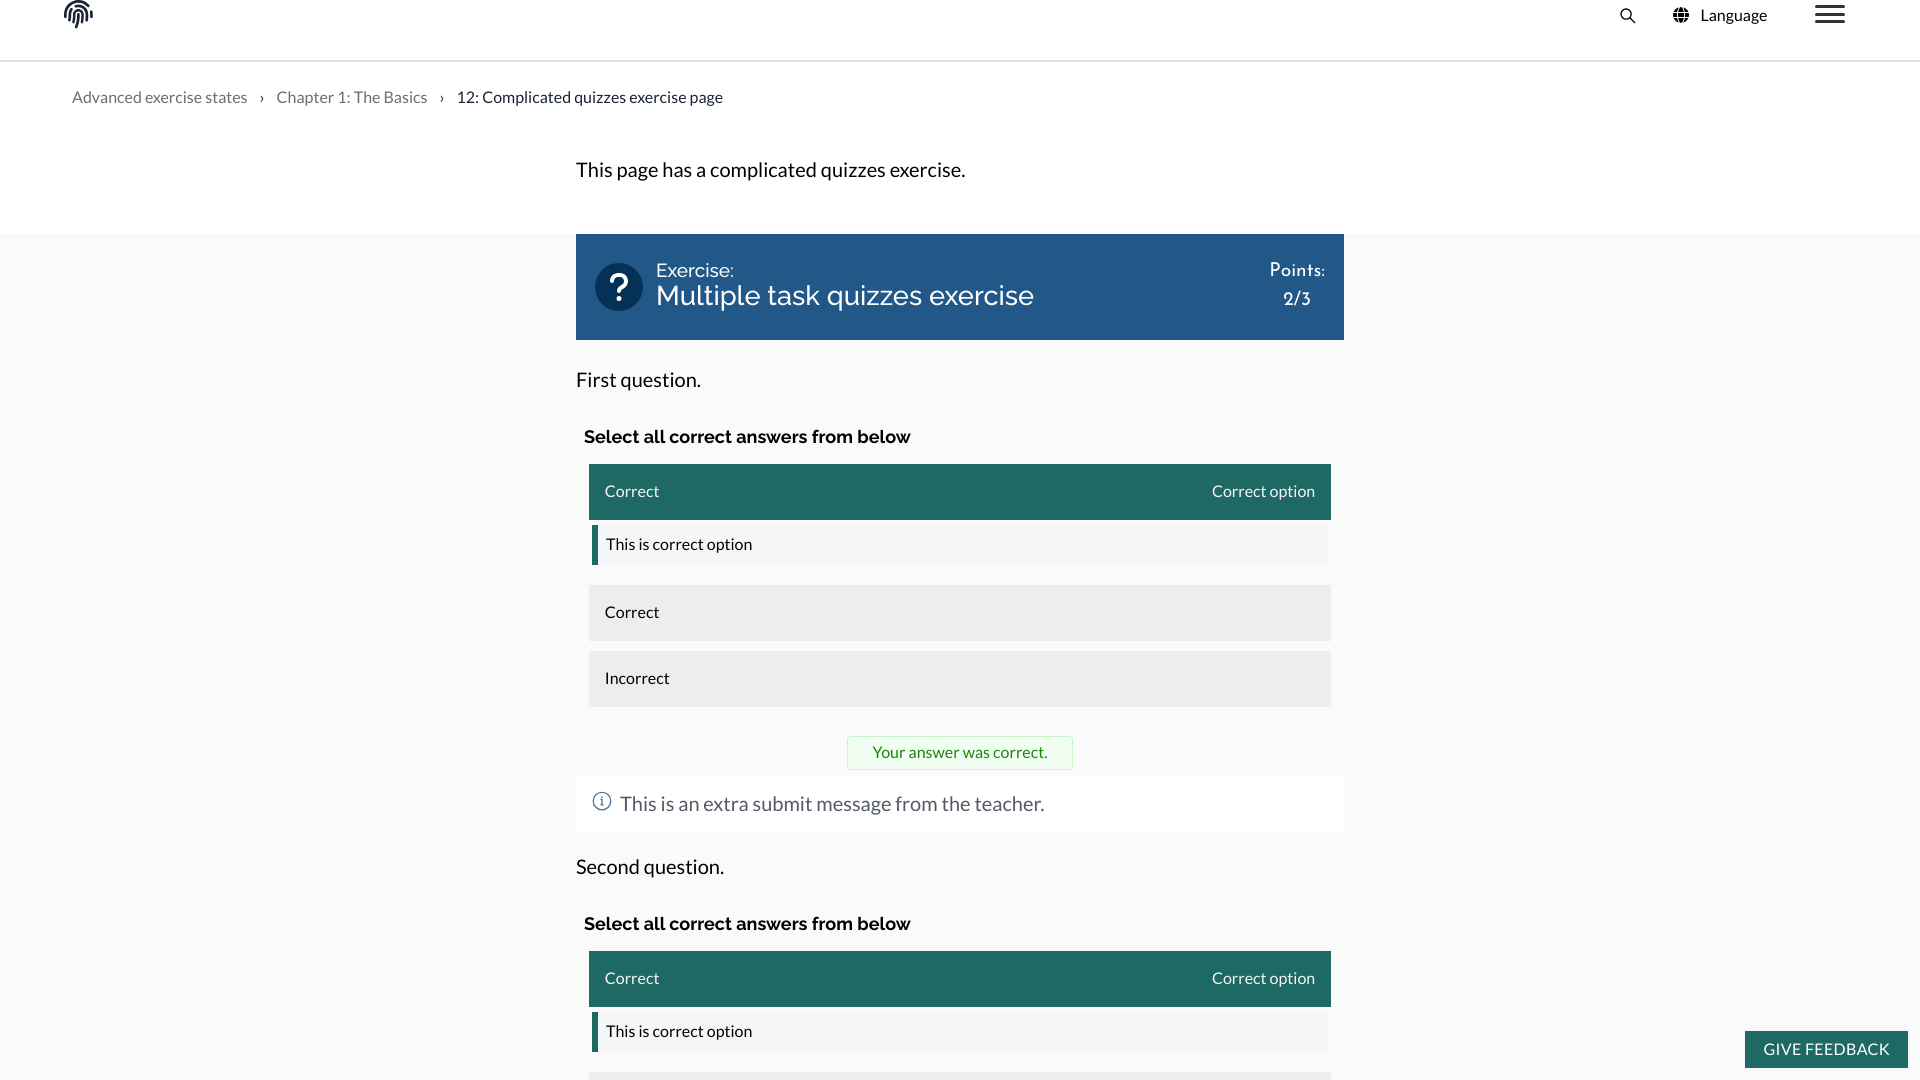 Language
Advanced exercise states › Chapter 1: The Basics › 12: Complicated quizzes exercise page
This page has a complicated quizzes exercise.
?
Exercise:
Multiple task quizzes exercise
Points:
2/3
First question.
Select all correct answers from below
Correct
Correct option
This is correct option
Correct
Incorrect
Your answer was correct.
This is an extra submit message from the teacher.
Second question.
Select all correct answers from below
Correct
Correct option
This is correct option
GIVE FEEDBACK